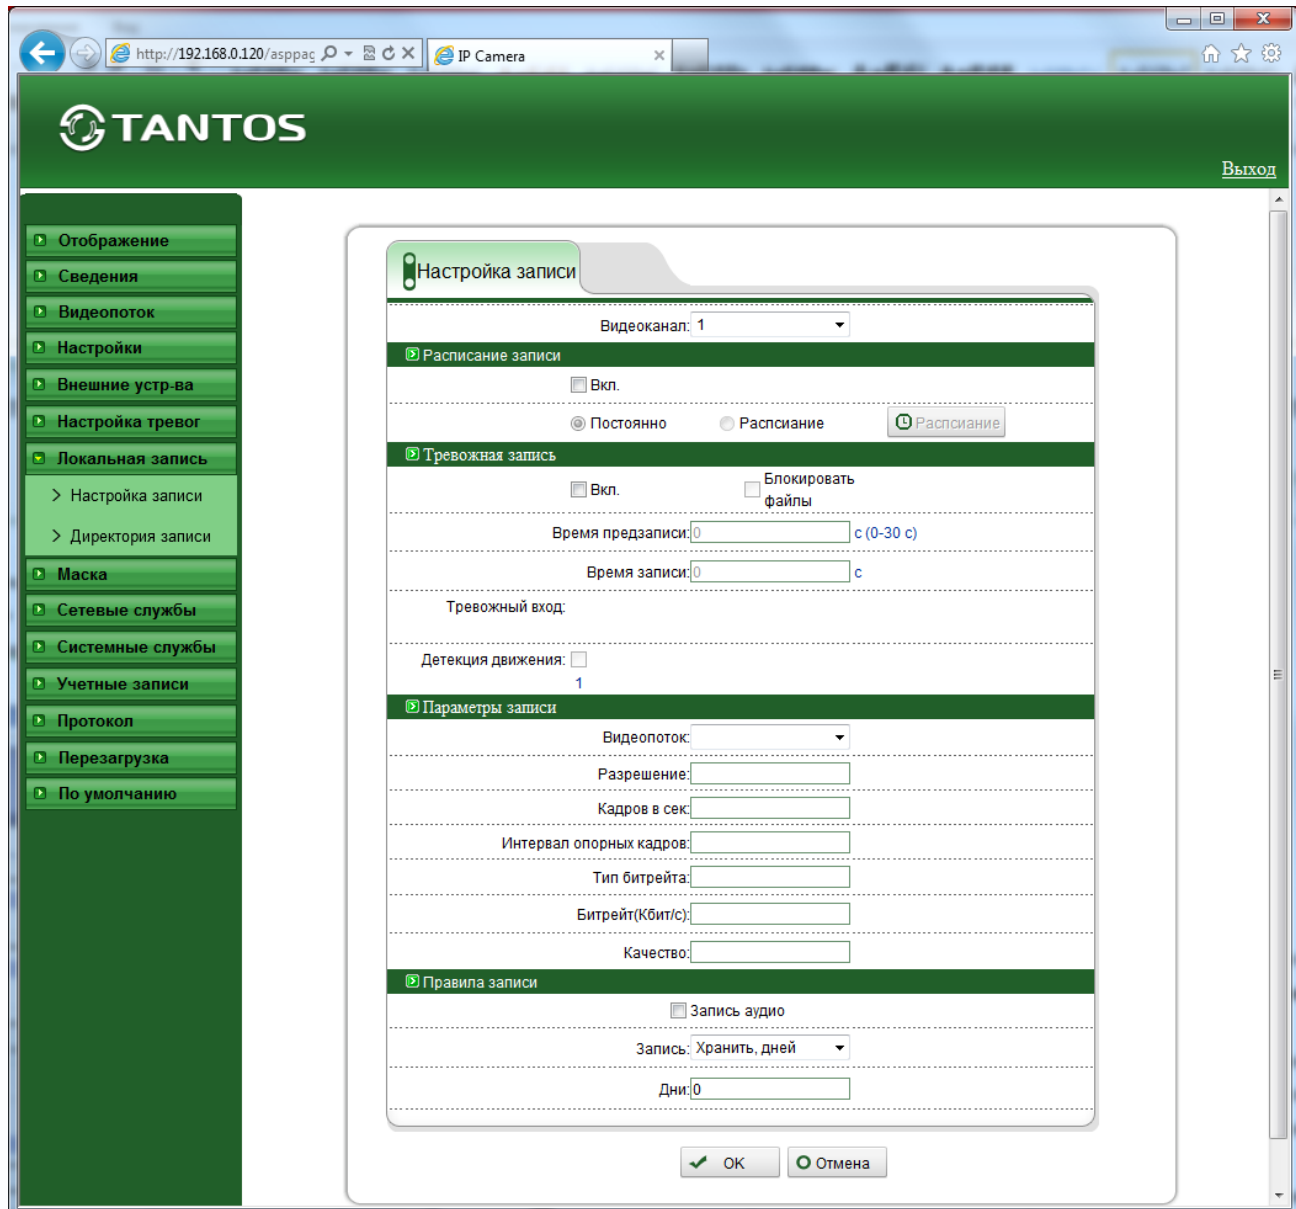 http://192.168.0.120/asppag
IP Camera
TANTOS
Выход
Отображение
Сведения
Видеопоток
Настройки
Внешние устр-ва
Настройка тревог
Локальная запись
Настройка записи
Директория записи
Маска
Сетевые службы
Системные службы
Учетные записи
Протокол
Перезагрузка
По умолчанию
Настройка записи
Видеоканал: 1
Расписание записи
Вкл.
Постоянно Распсиание Распсиание
Тревожная запись
Вкл. Блокировать
файлы
Время предзаписи: 0 с (0-30 с)
Время записи: 0 с
Тревожный вход:
Детекция движения:
1
Параметры записи
Видеопоток:
Разрешение:
Кадров в сек:
Интервал опорных кадров:
Тип битрейта:
Битрейт(Кбит/с):
Качество:
Правила записи
Запись аудио
Запись: Хранить, дней
Дни: 0
OK Отмена